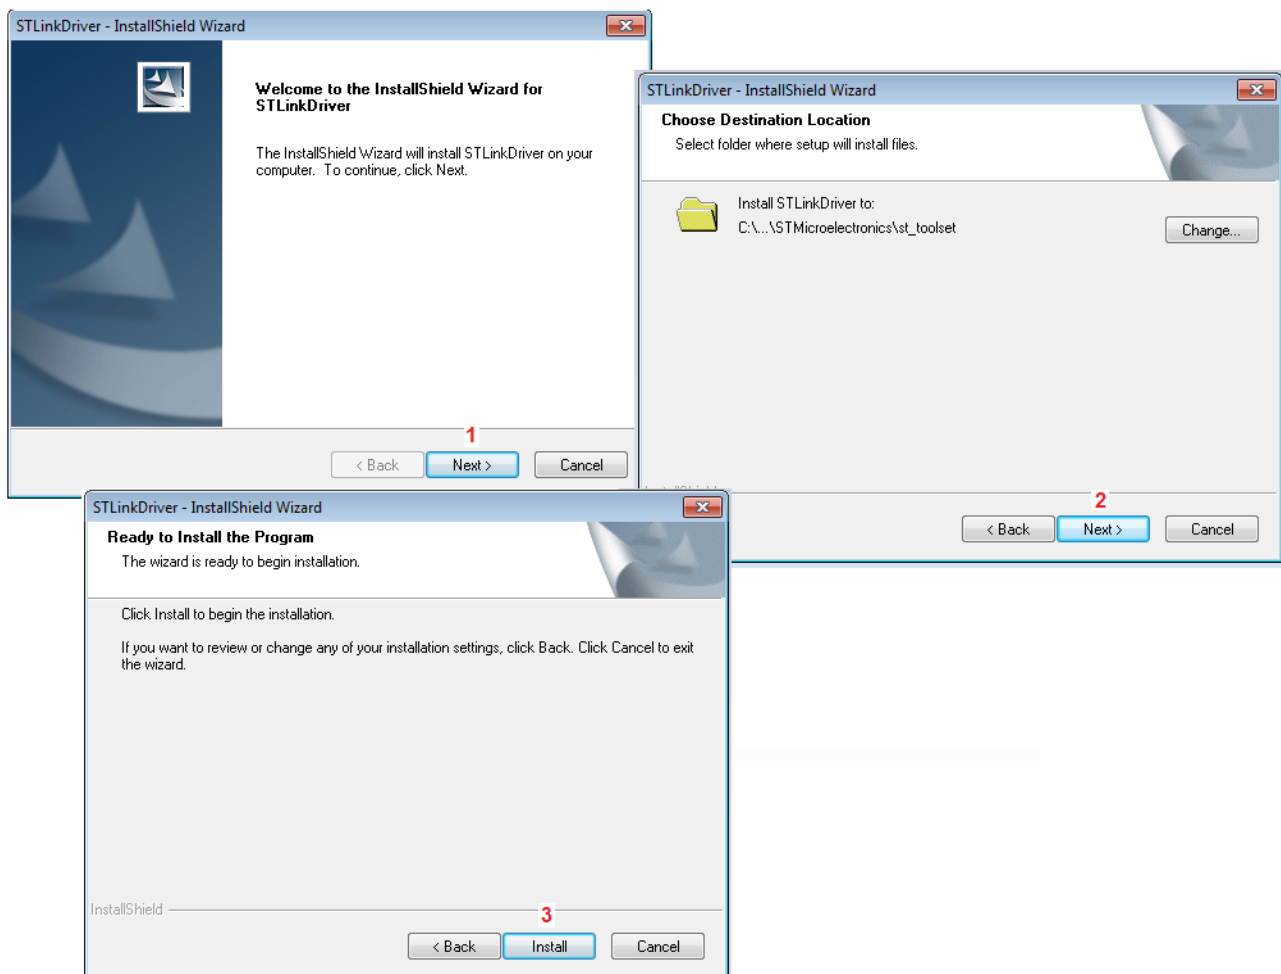 STLinkDriver - InstallShield Wizard
Welcome to the InstallShield Wizard for
STLinkDriver
The InstallShield Wizard will install STLinkDriver on your
computer. To continue, click Next.
1
< Back
Next >
Cancel
STLinkDriver - InstallShield Wizard
Choose Destination Location
Select folder where setup will install files.
Install STLinkDriver to:
C:\...\STMicroelectronics\st_toolset
Change...
2
< Back
Next >
Cancel
STLinkDriver - InstallShield Wizard
Ready to Install the Program
The wizard is ready to begin installation.
Click Install to begin the installation.
If you want to review or change any of your installation settings, click Back. Click Cancel to exit
the wizard.
InstallShield
3
< Back
Install
Cancel